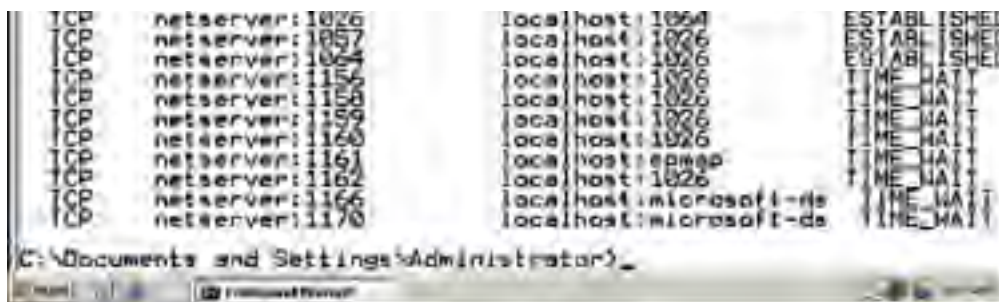 TCP netserver:1026 localhost:1064 ESTABLISHED
TCP netserver:1057 localhost:1026 ESTABLISHED
TCP netserver:1064 localhost:1026 ESTABLISHED
TCP netserver:1156 localhost:1026 TIME_WAIT
TCP netserver:1158 localhost:1026 TIME_WAIT
TCP netserver:1159 localhost:1026 TIME_WAIT
TCP netserver:1160 localhost:1026 TIME_WAIT
TCP netserver:1161 localhost:epmap TIME_WAIT
TCP netserver:1162 localhost:1026 TIME_WAIT
TCP netserver:1166 localhost:microsoft-ds TIME_WAIT
TCP netserver:1170 localhost:microsoft-ds TIME_WAIT
C:\Documents and Settings\Administrator>_
Command Prompt